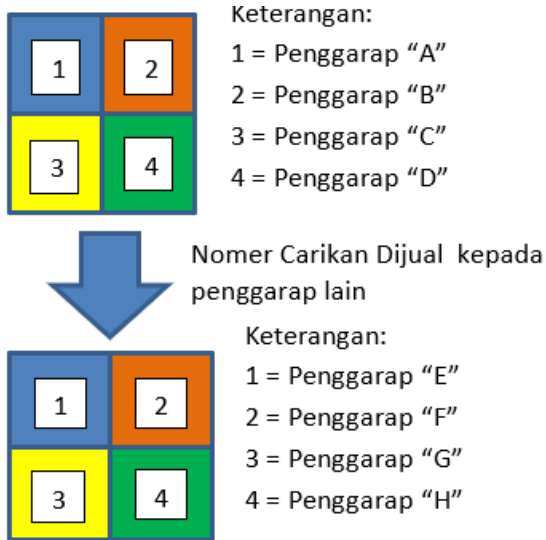 Keterangan:
1 2
1 = Penggarap “A”
2 = Penggarap “B”
3 = Penggarap “C”
3 4
4 = Penggarap “D”
Nomer Carikan Dijual kepada
penggarap lain
Keterangan:
1 = Penggarap “E”
1 2
2 = Penggarap “F”
3 = Penggarap “G”
3 4
4 = Penggarap “H”